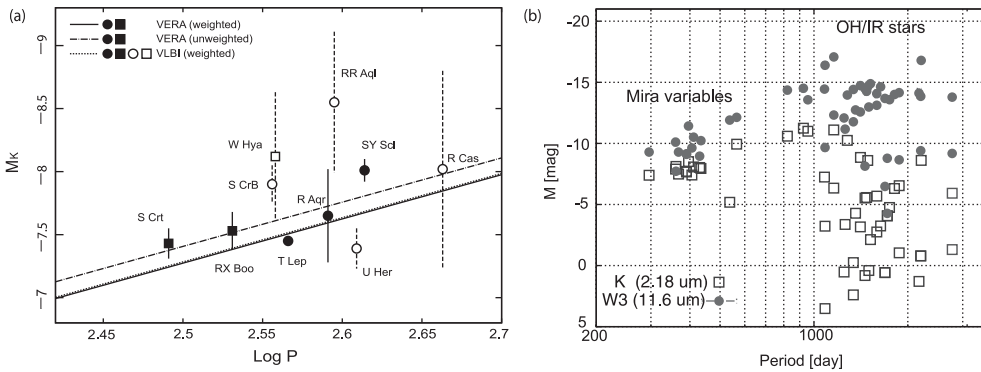 (a)
VERA (weighted)
VERA (unweighted)
VLBI (weighted)
RR Aql
W Hya
SY Scl
R Cas
S CrB
S Crt
R Aqr
RX Boo
T Lep
U Her
−9
−8.5
−8
−7.5
−7
MK
2.45
2.5
2.55
2.6
2.65
2.7
Log P
(b)
OH/IR stars
Mira variables
K (2.18 um)
W3 (11.6 um)
-20
-15
-10
-5
0
5
M [mag]
200
1000
Period [day]